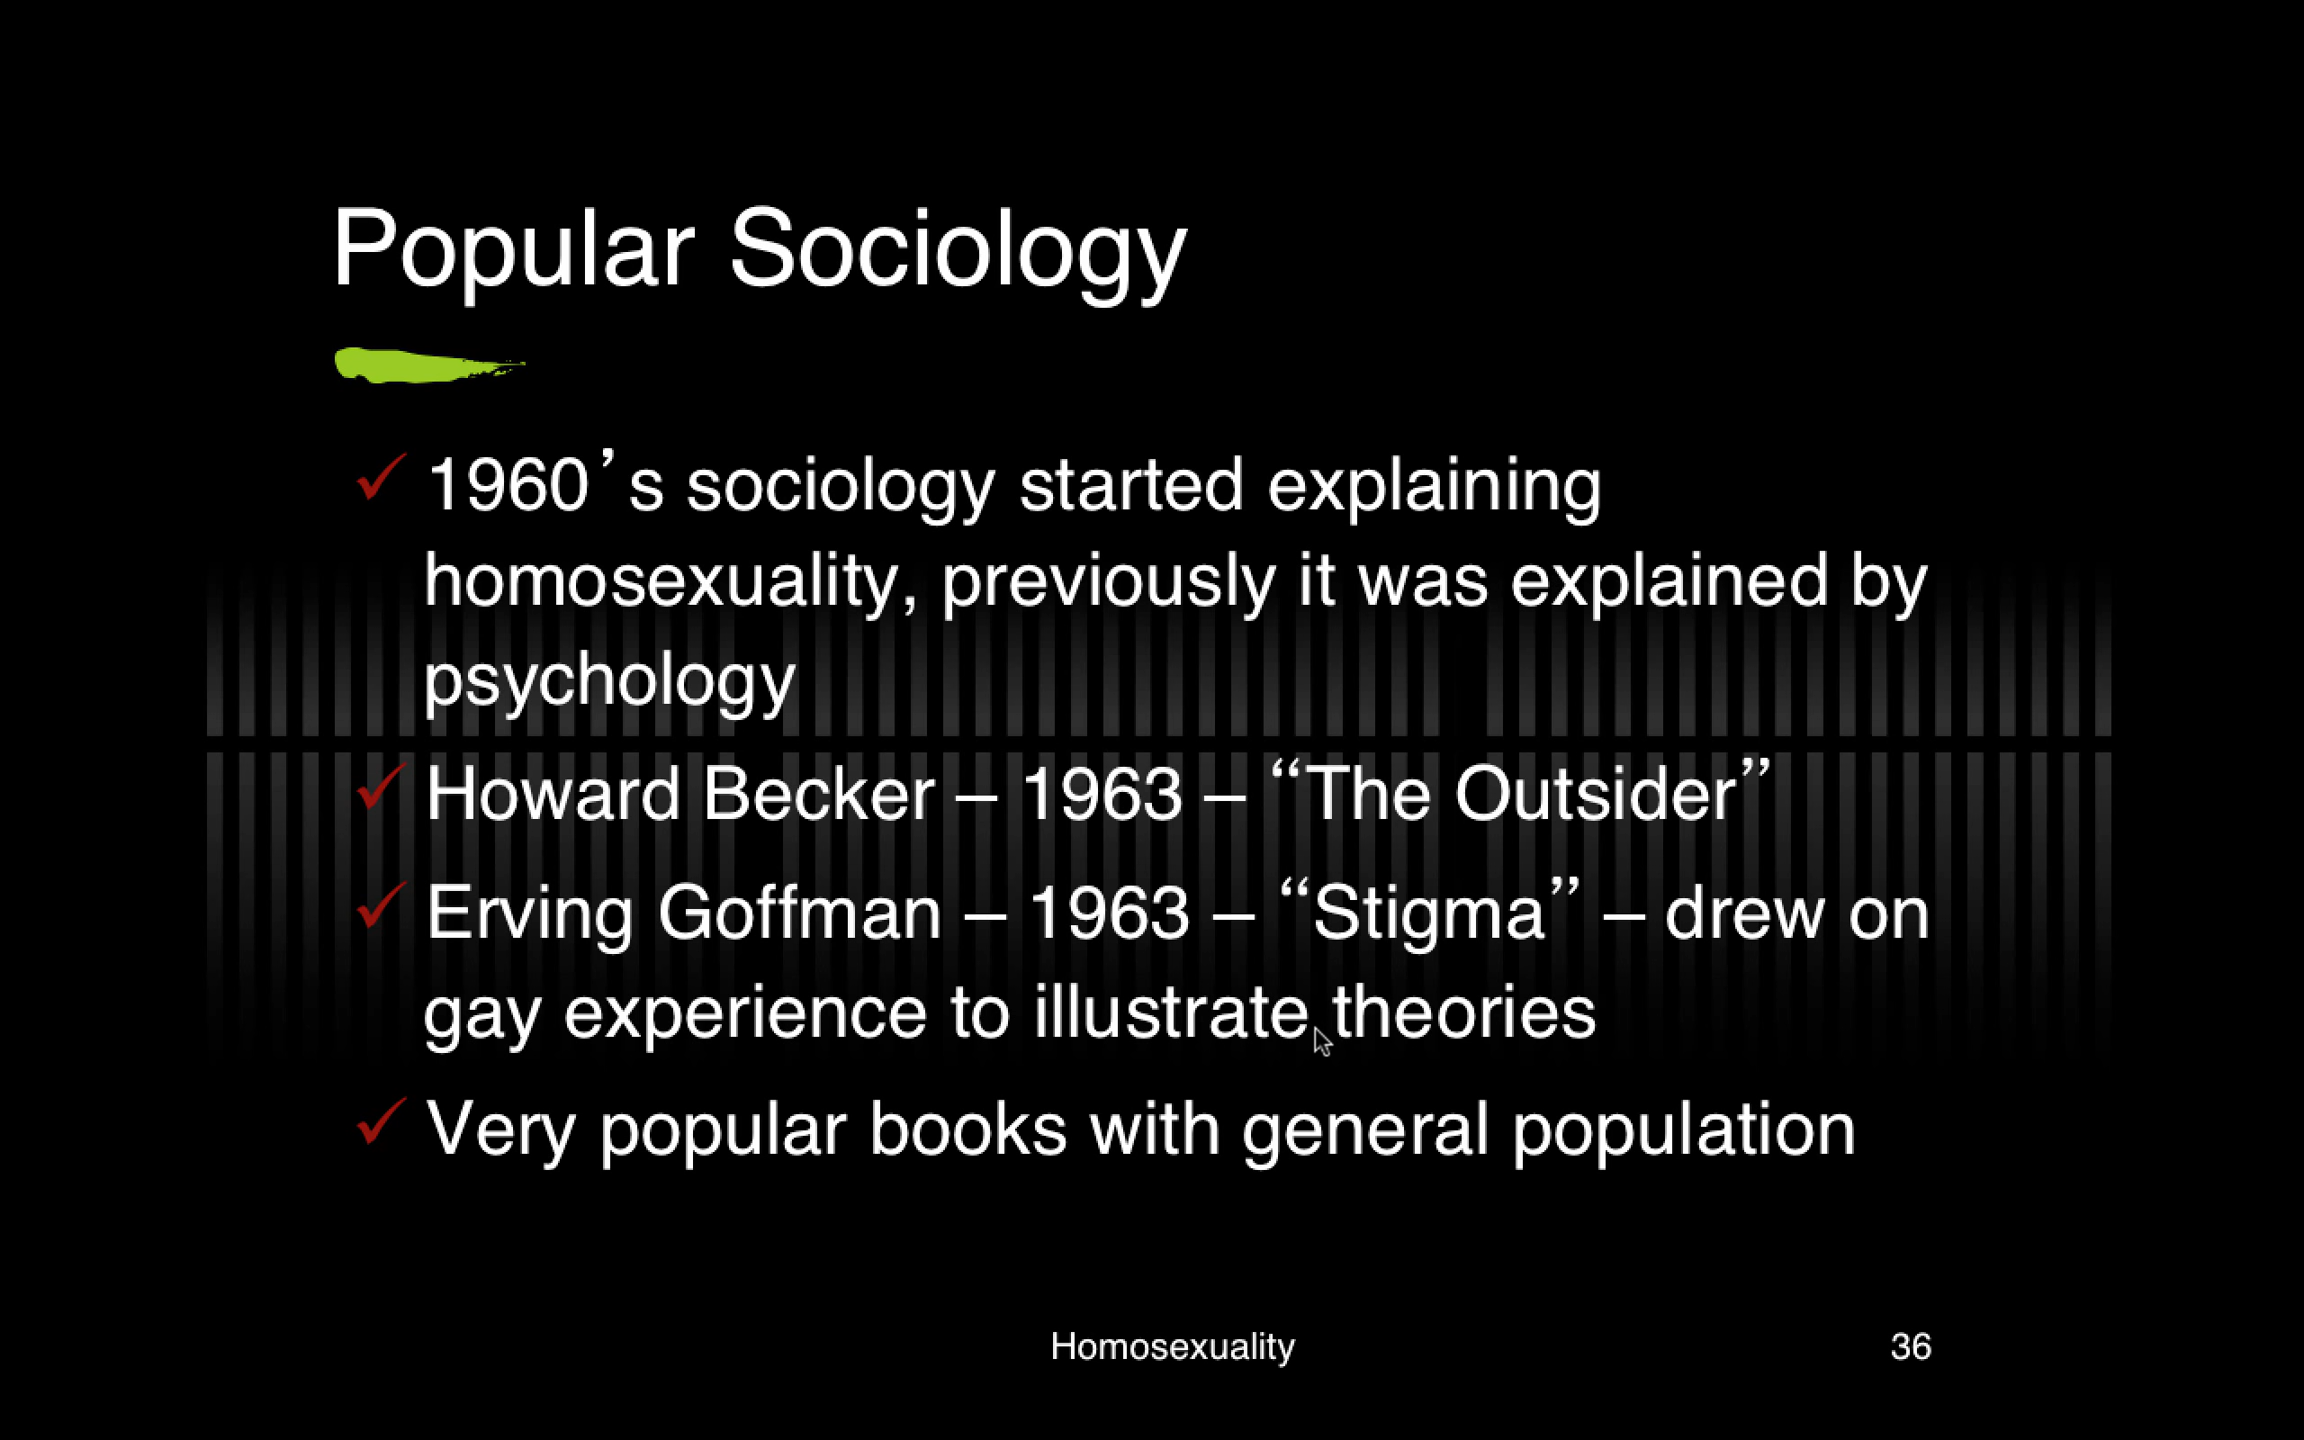 Popular Sociology
1960’s sociology started explaining
homosexuality, previously it was explained by
psychology
Howard Becker – 1963 – “The Outsider”
Erving Goffman – 1963 – “Stigma” – drew on
gay experience to illustrate theories
Very popular books with general population
Homosexuality
36